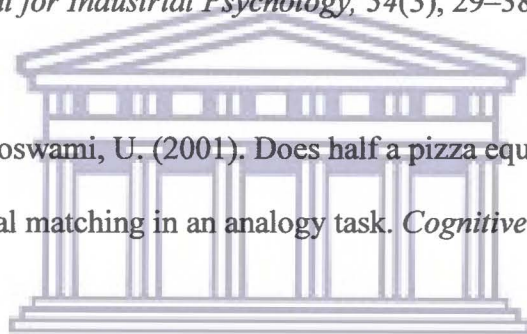 for Industrial Psychology, 34(3), 29–38
oswami, U. (2001). Does half a pizza equ
al matching in an analogy task. Cognitive